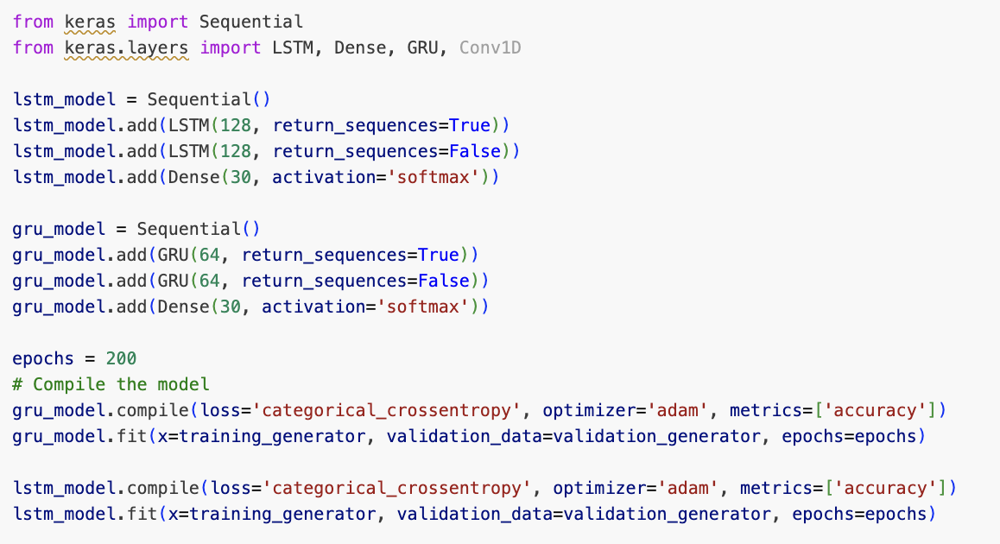 from keras import Sequential
from keras.layers import LSTM, Dense, GRU, Conv1D
lstm_model = Sequential()
lstm_model.add(LSTM(128, return_sequences=True))
lstm_model.add(LSTM(128, return_sequences=False))
lstm_model.add(Dense(30, activation='softmax'))
gru_model = Sequential()
gru_model.add(GRU(64, return_sequences=True))
gru_model.add(GRU(64, return_sequences=False))
gru_model.add(Dense(30, activation='softmax'))
epochs = 200
# Compile the model
gru_model.compile(loss='categorical_crossentropy', optimizer='adam', metrics=['accuracy'])
gru_model.fit(x=training_generator, validation_data=validation_generator, epochs=epochs)
lstm_model.compile(loss='categorical_crossentropy', optimizer='adam', metrics=['accuracy'])
lstm_model.fit(x=training_generator, validation_data=validation_generator, epochs=epochs)